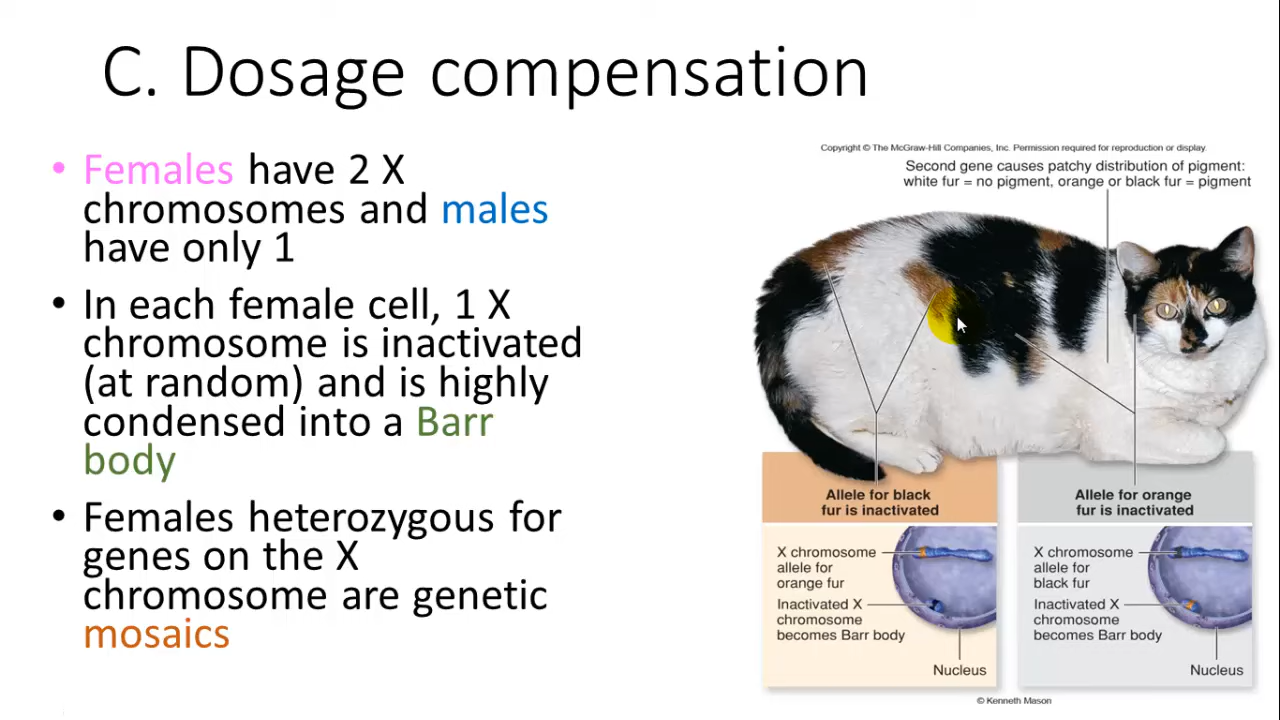 C. Dosage compensation
• Females have 2 X
chromosomes and males
have only 1
• In each female cell, 1 X
chromosome is inactivated
(at random) and is highly
condensed into a Barr
body
• Females heterozygous for
genes on the X
chromosome are genetic
mosaics
Copyright © The McGraw-Hill Companies, Inc. Permission required for reproduction or display.
Second gene causes patchy distribution of pigment:
white fur = no pigment, orange or black fur = pigment
Allele for black
fur is inactivated
X chromosome
allele for
orange fur
Inactivated X
chromosome
becomes Barr body
Nucleus
Allele for orange
fur is inactivated
X chromosome
allele for
black fur
Inactivated X
chromosome
becomes Barr body
Nucleus
© Kenneth Mason